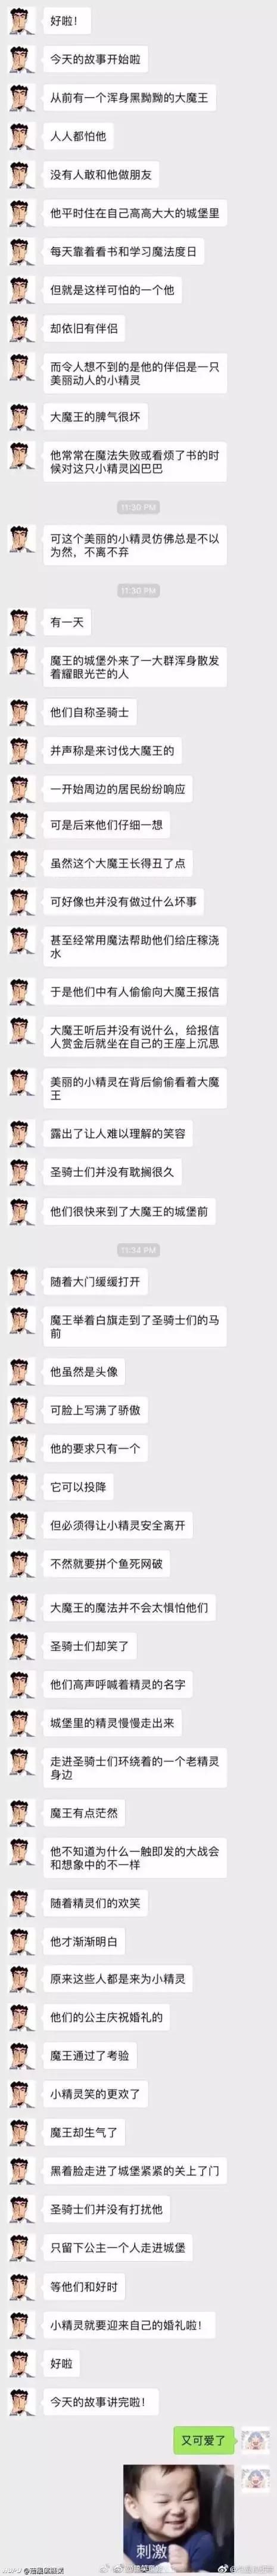 好啦！
今天的故事开始啦
从前有一个浑身黑黝黝的大魔王
人人都怕他
没有人敢和他做朋友
他平时住在自己高高大大的城堡里
每天靠着看书和学习魔法度日
但就是这样可怕的一个他
却依旧有伴侣
而令人想不到的是他的伴侣是一只
美丽动人的小精灵
大魔王的脾气很坏
他常常在魔法失败或看烦了书的时
候对这只小精灵凶巴巴
11:30 PM
可这个美丽的小精灵仿佛总是不以
为然，不离不弃
11:30 PM
有一天
魔王的城堡外来了一大群浑身散发
着耀眼光芒的人
他们自称圣骑士
并声称是来讨伐大魔王的
一开始周边的居民纷纷响应
可是后来他们仔细一想
虽然这个大魔王长得丑了点
可好像也并没有做过什么坏事
甚至经常用魔法帮助他们给庄稼浇
水
于是他们中有人偷偷向大魔王报信
大魔王听后并没有说什么，给报信
人赏金后就坐在自己的王座上沉思
美丽的小精灵在背后偷偷看着大魔
王
露出了让人难以理解的笑容
圣骑士们并没有耽搁很久
他们很快来到了大魔王的城堡前
11:34 PM
随着大门缓缓打开
魔王举着白旗走到了圣骑士们的马
前
他虽然是头像
可脸上写满了骄傲
他的要求只有一个
它可以投降
但必须得让小精灵安全离开
不然就要拼个鱼死网破
大魔王的魔法并不会太惧怕他们
圣骑士们却笑了
他们高声呼喊着精灵的名字
城堡里的精灵慢慢走出来
走进圣骑士们环绕着的一个老精灵
身边
魔王有点茫然
他不知道为什么一触即发的大战会
和想象中的不一样
随着精灵们的欢笑
他才渐渐明白
原来这些人都是来为小精灵
他们的公主庆祝婚礼的
魔王通过了考验
小精灵笑的更欢了
魔王却生气了
黑着脸走进了城堡紧紧的关上了门
圣骑士们并没有打扰他
只留下公主一个人走进城堡
等他们和好时
小精灵就要迎来自己的婚礼啦！
好啦
今天的故事讲完啦！
又可爱了
刺激